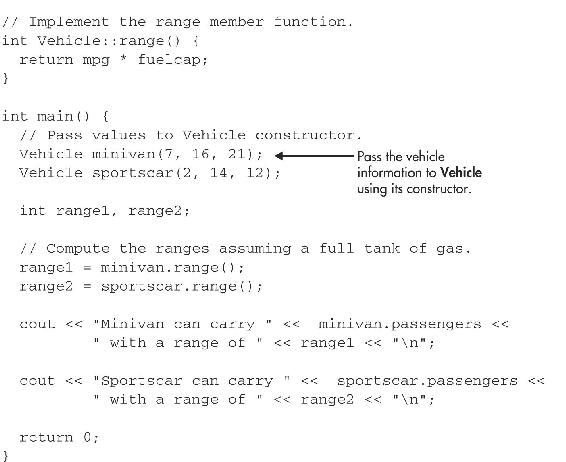 // Implement the range member function.
int Vehicle::range() {
  return mpg * fuelcap;
}
int main() {
  // Pass values to Vehicle constructor.
  Vehicle minivan(7, 16, 21);
  Vehicle sportscar(2, 14, 12);
Pass the vehicle
information to Vehicle
using its constructor.
  int range1, range2;
  // Compute the ranges assuming a full tank of gas.
  range1 = minivan.range();
  range2 = sportscar.range();
  cout << "Minivan can carry " <<  minivan.passengers <<
          " with a range of " << range1 << "\n";
  cout << "Sportscar can carry " <<  sportscar.passengers <<
          " with a range of " << range2 << "\n";
  return 0;
}